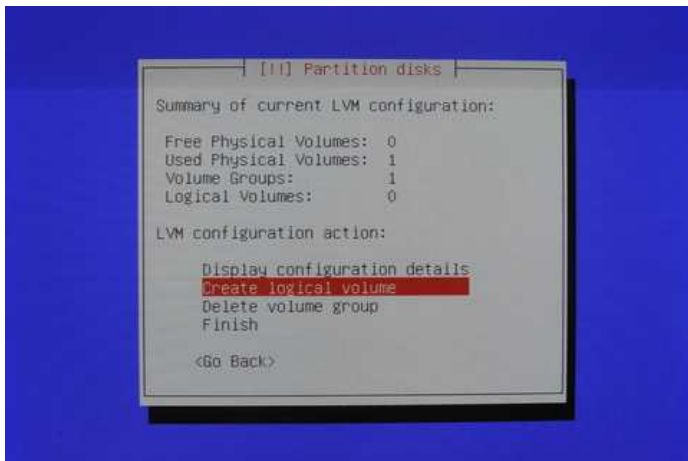 [!!] Partition disks
Summary of current LVM configuration:
Free Physical Volumes: 0
Used Physical Volumes: 1
Volume Groups: 1
Logical Volumes: 0
LVM configuration action:
Display configuration details
Create logical volume
Delete volume group
Finish
<Go Back>